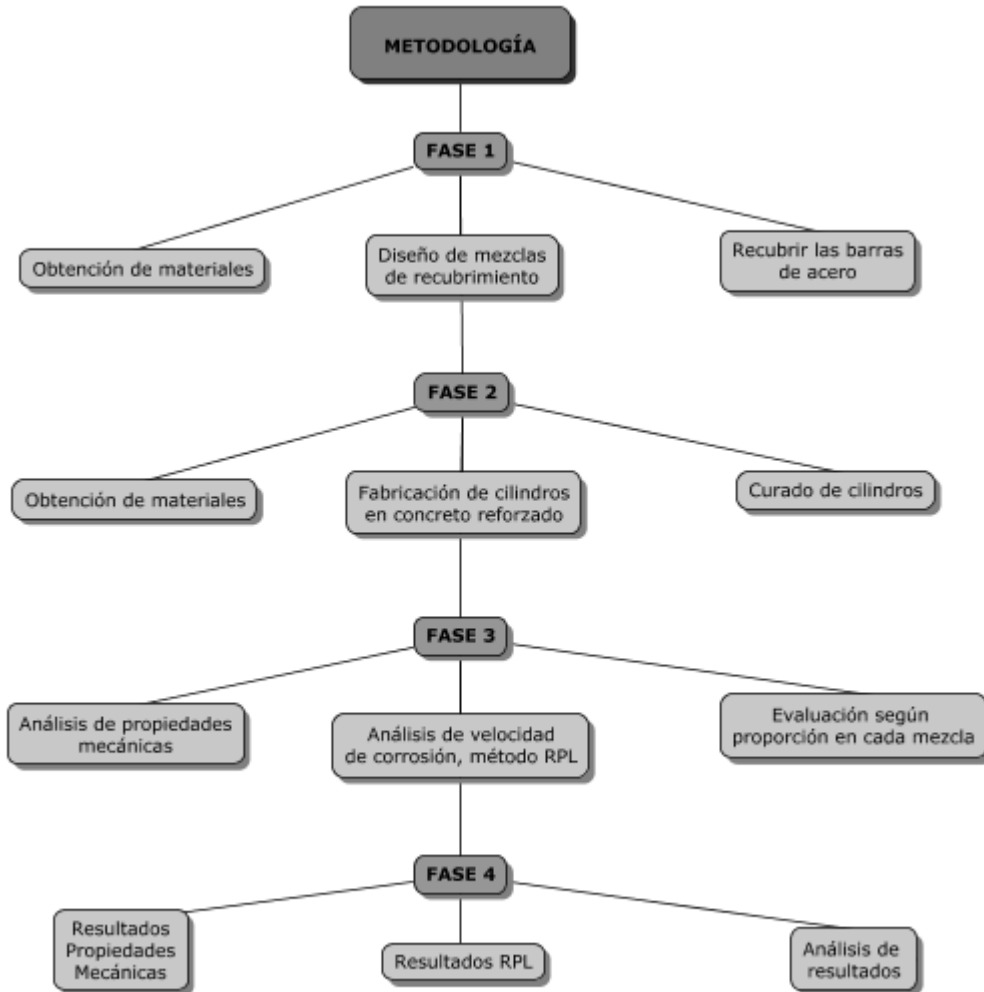 METODOLOGÍA
FASE 1
Obtención de materiales
Diseño de mezclas
de recubrimiento
Recubrir las barras
de acero
FASE 2
Obtención de materiales
Fabricación de cilindros
en concreto reforzado
Curado de cilindros
FASE 3
Análisis de propiedades
mecánicas
Análisis de velocidad
de corrosión, método RPL
Evaluación según
proporción en cada mezcla
FASE 4
Resultados
Propiedades
Mecánicas
Resultados RPL
Análisis de
resultados